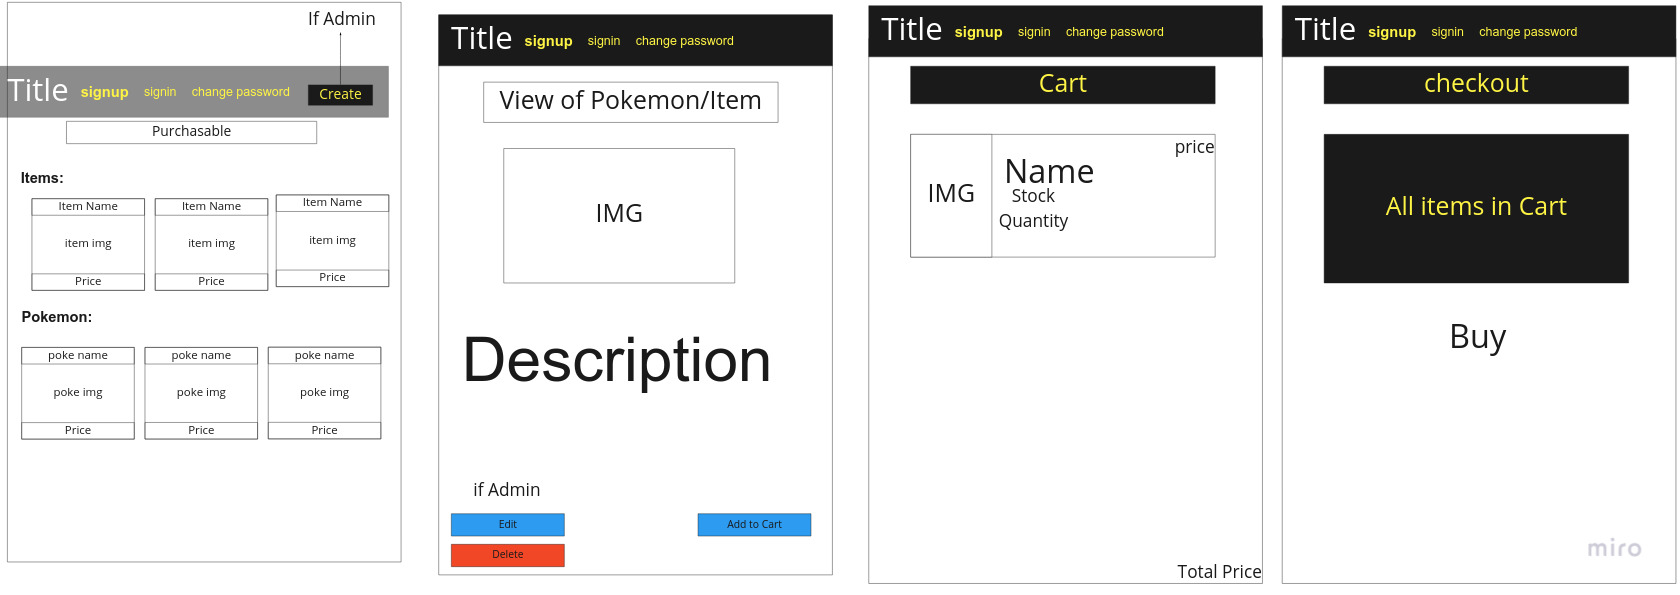 If Admin
Title signup signin change password Create
Purchasable
Items:
Item Name Item Name Item Name
item img item img item img
Price Price Price
Pokemon:
poke name poke name poke name
poke img poke img poke img
Price Price Price
Title signup signin change password
View of Pokemon/Item
IMG
Description
if Admin
Edit Add to Cart
Delete
Title signup signin change password
Cart
price
IMG Name
Stock
Quantity
Total Price
Title signup signin change password
checkout
All items in Cart
Buy
miro